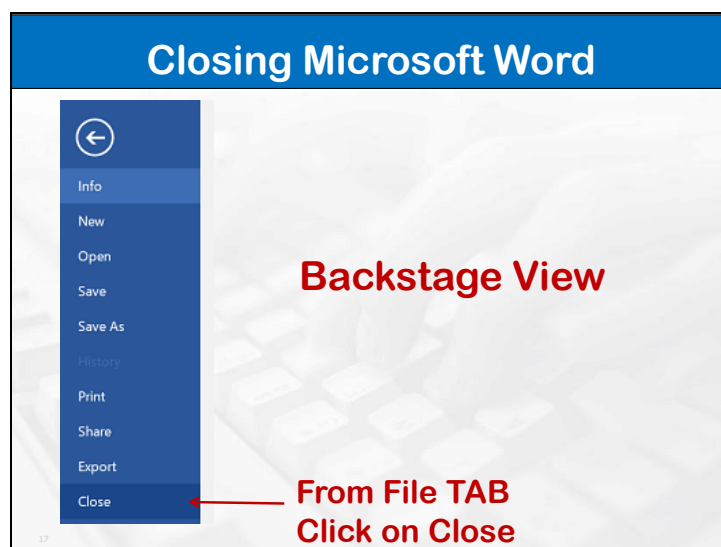 Closing Microsoft Word
Info
New
Open
Save
Save As
History
Print
Share
Export
Close
Backstage View
From File TAB
Click on Close
17